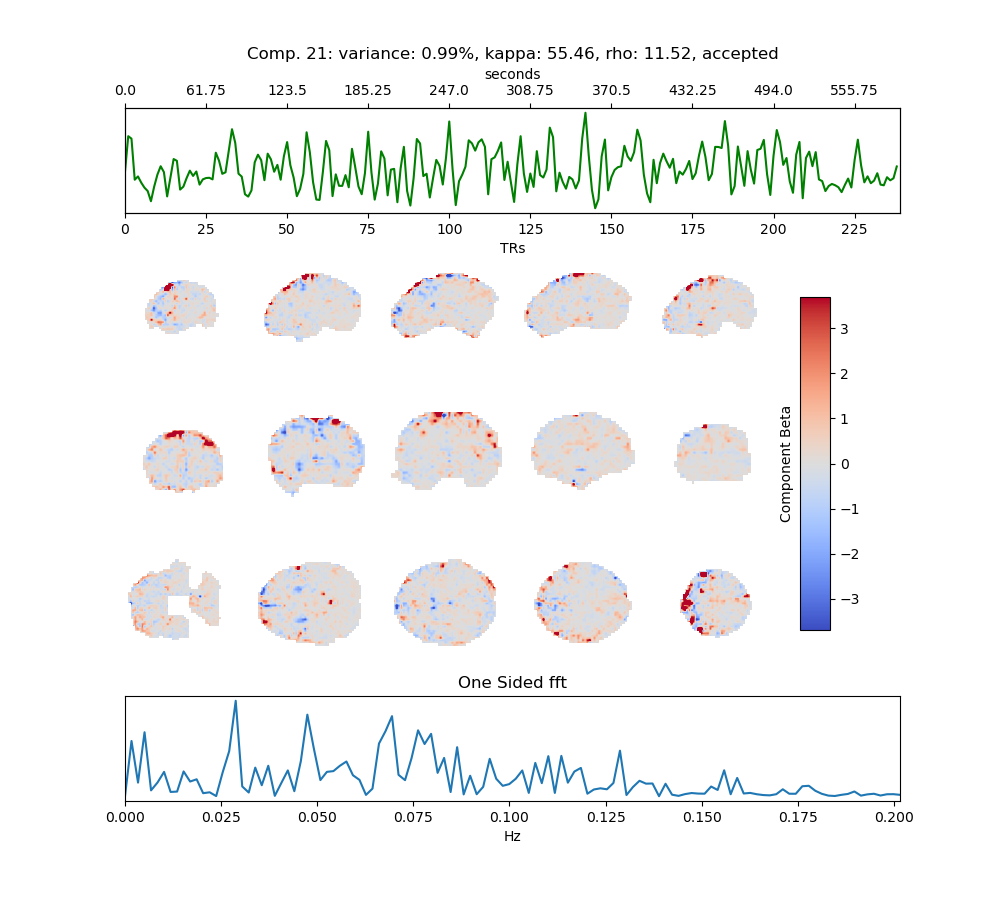 Comp. 21: variance: 0.99%, kappa: 55.46, rho: 11.52, accepted
seconds
0.0 61.75 123.5 185.25 247.0 308.75 370.5 432.25 494.0 555.75
0 25 50 75 100 125 150 175 200 225
TRs
3
2
1
0
−1
−2
−3
Component Beta
One Sided fft
0.000 0.025 0.050 0.075 0.100 0.125 0.150 0.175 0.200
Hz